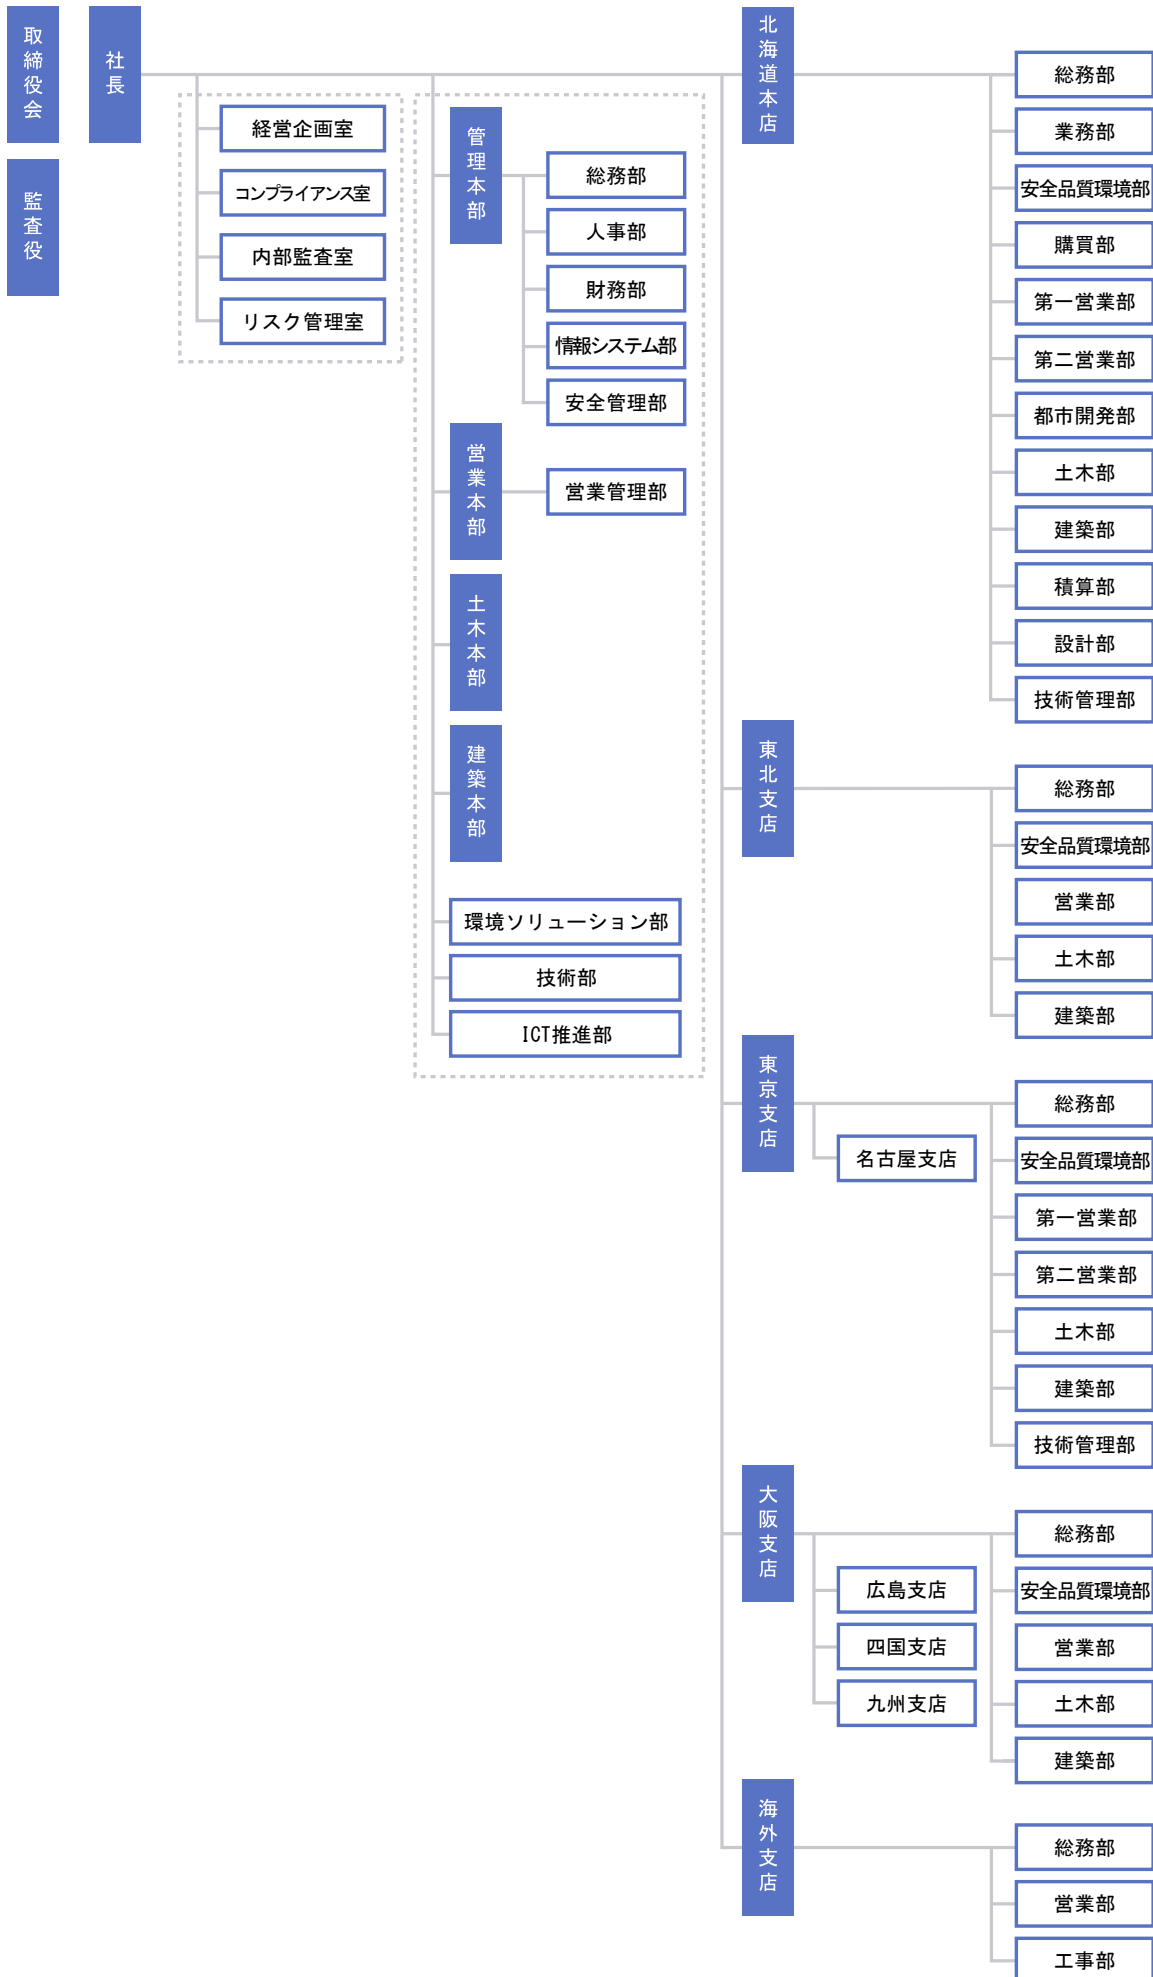 取締役会
監査役
社長
経営企画室
コンプライアンス室
内部監査室
リスク管理室
管理本部
総務部
人事部
財務部
情報システム部
安全管理部
営業本部
営業管理部
土木本部
建築本部
環境ソリューション部
技術部
ICT推進部
北海道本店
総務部
業務部
安全品質環境部
購買部
第一営業部
第二営業部
都市開発部
土木部
建築部
積算部
設計部
技術管理部
東北支店
総務部
安全品質環境部
営業部
土木部
建築部
東京支店
名古屋支店
総務部
安全品質環境部
第一営業部
第二営業部
土木部
建築部
技術管理部
大阪支店
広島支店
四国支店
九州支店
総務部
安全品質環境部
営業部
土木部
建築部
海外支店
総務部
営業部
工事部